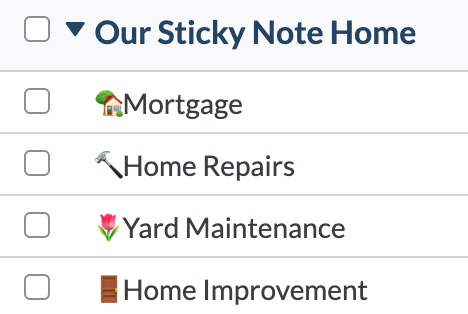 Our Sticky Note Home
🏡Mortgage
🔨Home Repairs
🌷Yard Maintenance
🚪Home Improvement